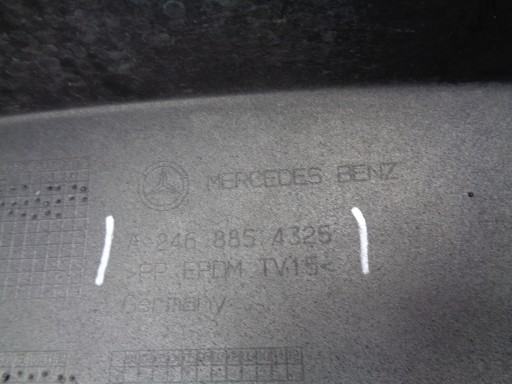 MERCEDES BENZ
A 246 885 4325
>PP EPDM TV15<
Germany